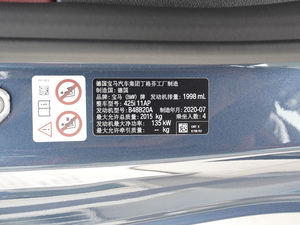 德国宝马汽车集团丁格芬工厂制造
制造国: 德国
品牌: 宝马 (BMW) 牌 发动机排量: 1998 mL
整车型号: 425i 11AP
发动机型号: B48B20A 制造年月: 2020-07
最大允许总质量: 2015 kg 乘坐人数: 4
发动机最大净功率: 135 kW
最大允许牵引质量: -- kg